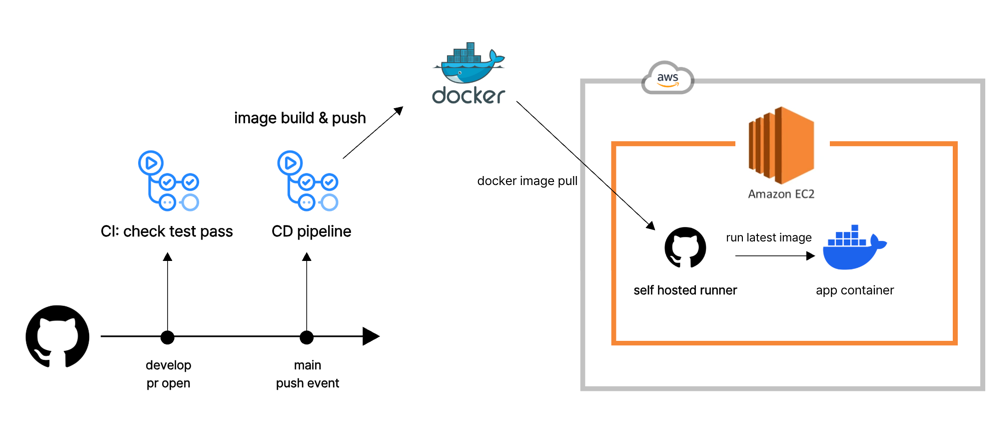 docker
aws
image build & push
Amazon EC2
docker image pull
CI: check test pass
CD pipeline
run latest image
self hosted runner
app container
develop
pr open
main
push event